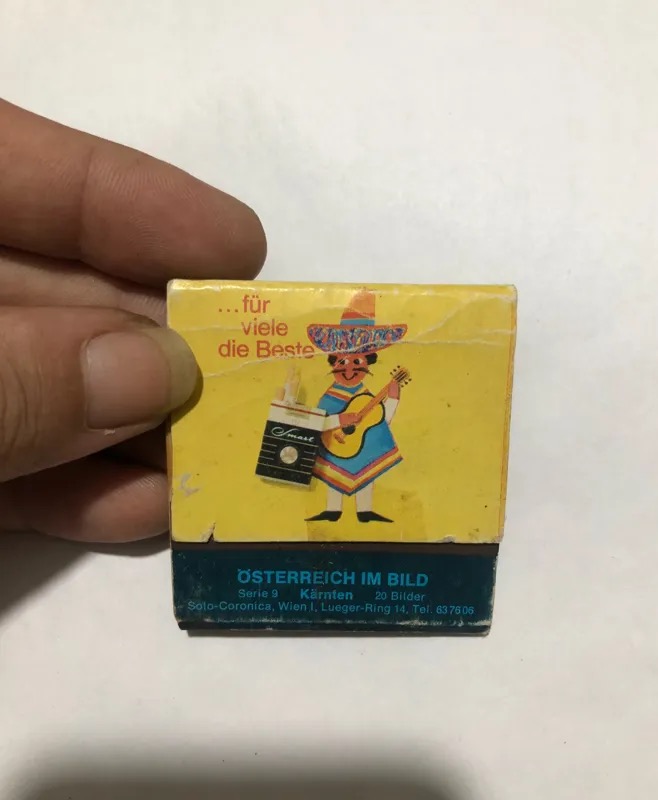 ...für
viele
die Beste
Smart
ÖSTERREICH IM BILD
Serie 9 Kärnten 20 Bilder
Solo-Coronica, Wien I, Lueger-Ring 14, Tel. 637606